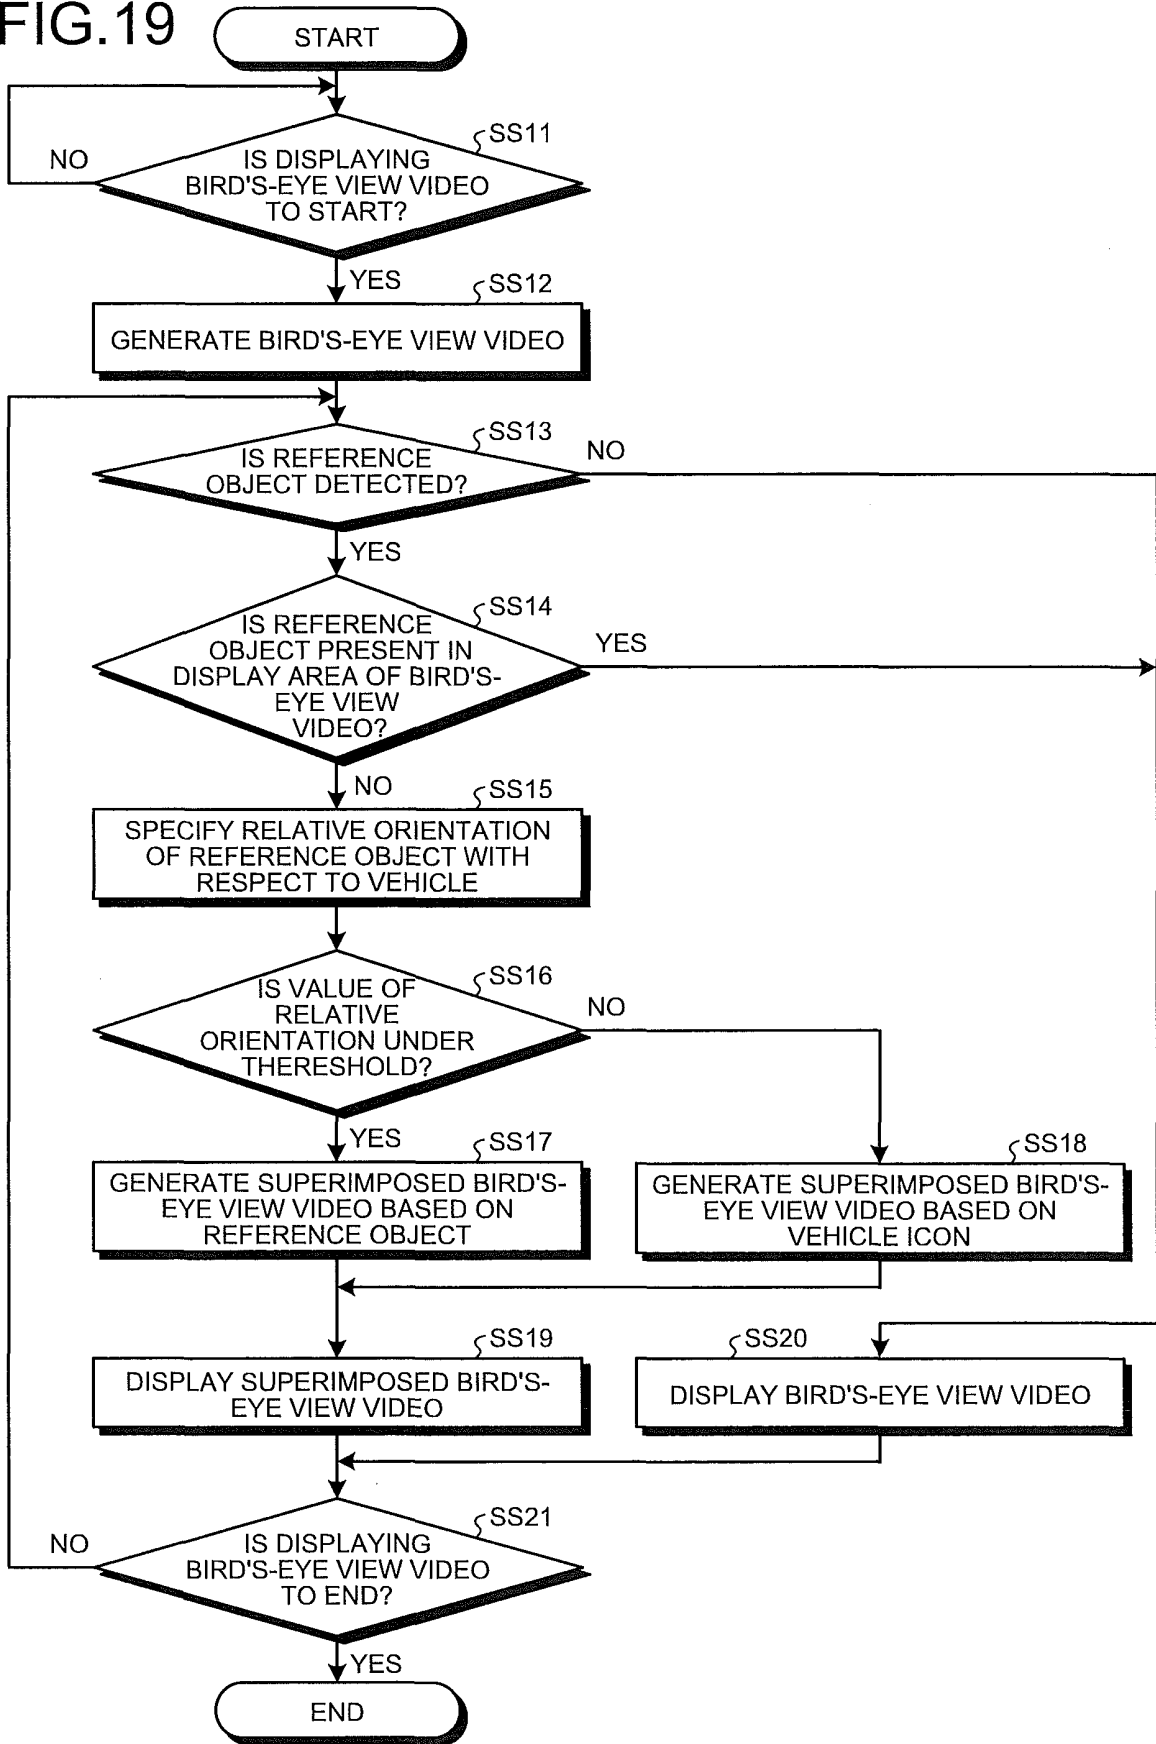 FIG.19
START
SS11
NO
IS DISPLAYING
BIRD'S-EYE VIEW VIDEO
TO START?
YES
SS12
GENERATE BIRD'S-EYE VIEW VIDEO
SS13
NO
IS REFERENCE
OBJECT DETECTED?
YES
SS14
IS REFERENCE
OBJECT PRESENT IN
DISPLAY AREA OF BIRD'S-
EYE VIEW
VIDEO?
YES
NO
SS15
SPECIFY RELATIVE ORIENTATION
OF REFERENCE OBJECT WITH
RESPECT TO VEHICLE
SS16
IS VALUE OF
RELATIVE
ORIENTATION UNDER
THERESHOLD?
NO
YES
SS17
GENERATE SUPERIMPOSED BIRD'S-
EYE VIEW VIDEO BASED ON
REFERENCE OBJECT
SS18
GENERATE SUPERIMPOSED BIRD'S-
EYE VIEW VIDEO BASED ON
VEHICLE ICON
SS19
DISPLAY SUPERIMPOSED BIRD'S-
EYE VIEW VIDEO
SS20
DISPLAY BIRD'S-EYE VIEW VIDEO
SS21
NO
IS DISPLAYING
BIRD'S-EYE VIEW VIDEO
TO END?
YES
END